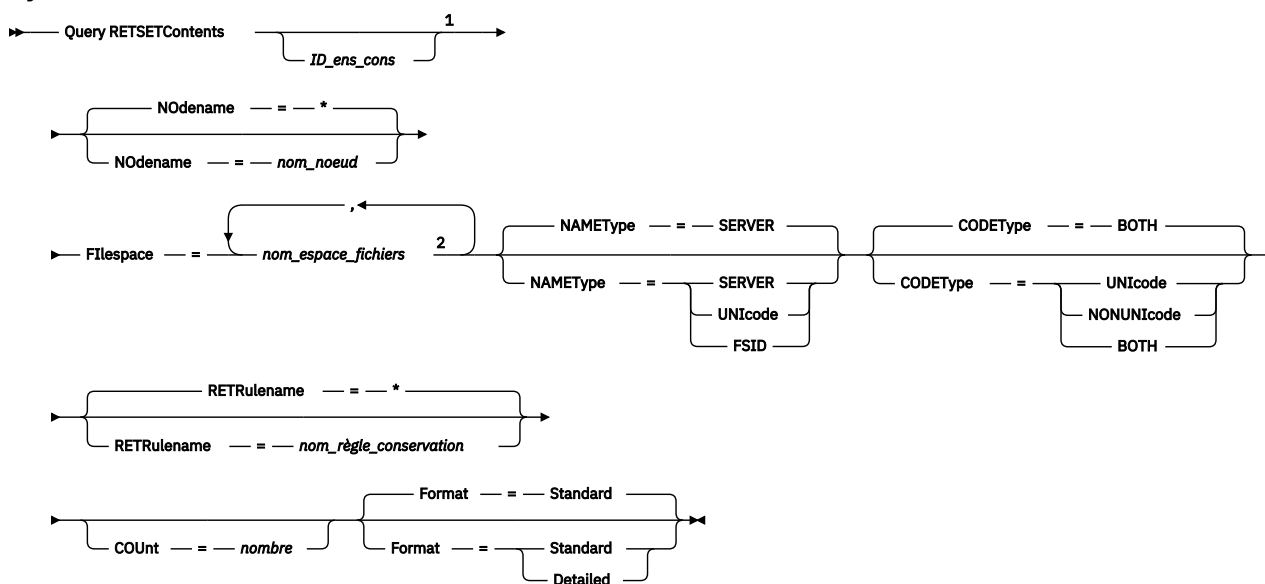 Query RETSETContents
1
ID_ens_cons
NOdename = *
NOdename = nom_noeud
,
FIlespace = nom_espace_fichiers 2
NAMEType = SERVER
NAMEType = SERVER
UNIcode
FSID
CODEType = BOTH
CODEType = UNIcode
NONUNIcode
BOTH
RETRulename = *
RETRulename = nom_règle_conservation
COUnt = nombre
Format = Standard
Format = Standard
Detailed